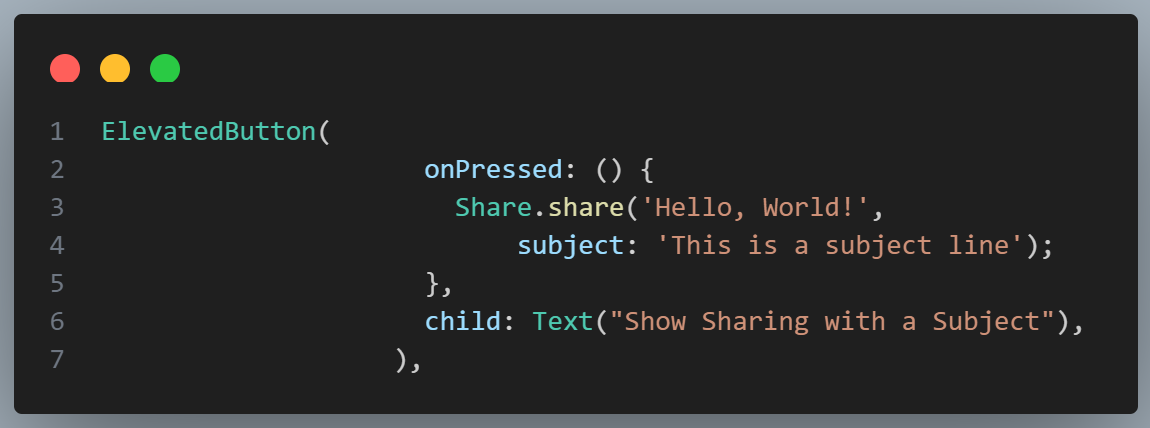 1 ElevatedButton(
2 onPressed: () {
3 Share.share('Hello, World!',
4 subject: 'This is a subject line');
5 },
6 child: Text("Show Sharing with a Subject"),
7 ),